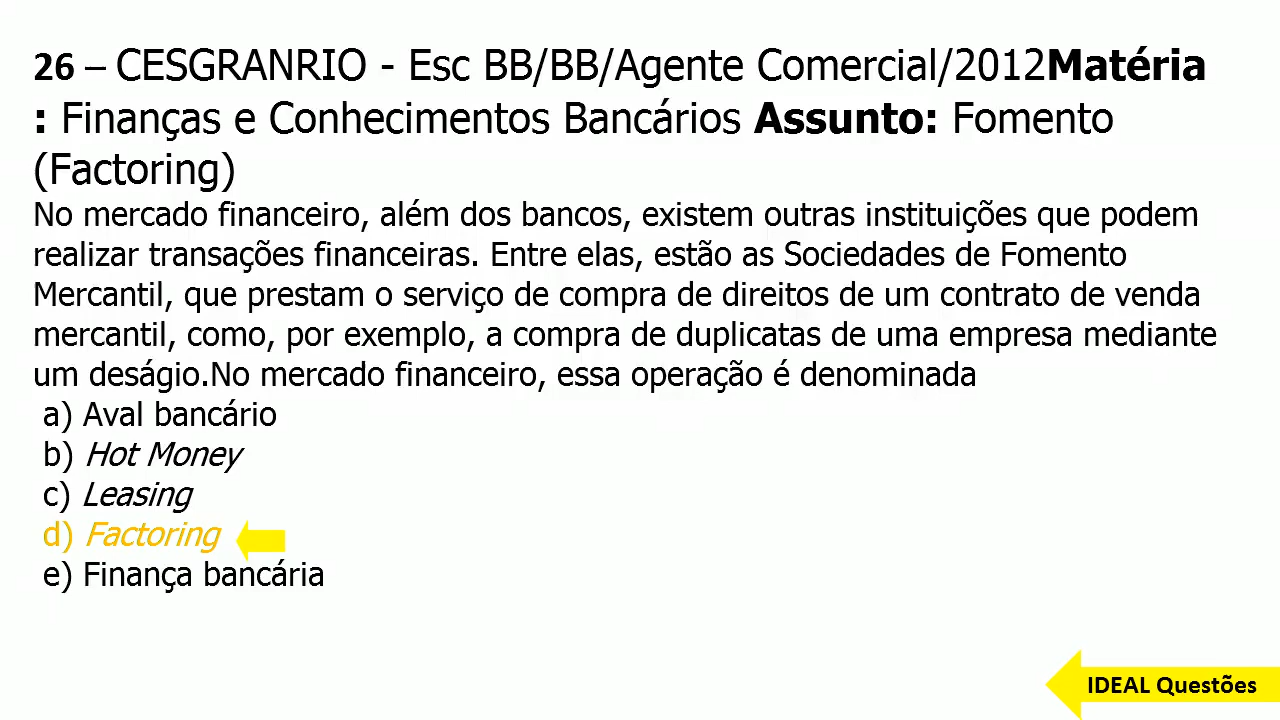 26 – CESGRANRIO - Esc BB/BB/Agente Comercial/2012Matéria
: Finanças e Conhecimentos Bancários Assunto: Fomento
(Factoring)
No mercado financeiro, além dos bancos, existem outras instituições que podem
realizar transações financeiras. Entre elas, estão as Sociedades de Fomento
Mercantil, que prestam o serviço de compra de direitos de um contrato de venda
mercantil, como, por exemplo, a compra de duplicatas de uma empresa mediante
um deságio.No mercado financeiro, essa operação é denominada
a) Aval bancário
b) Hot Money
c) Leasing
d) Factoring
e) Finança bancária
IDEAL Questões